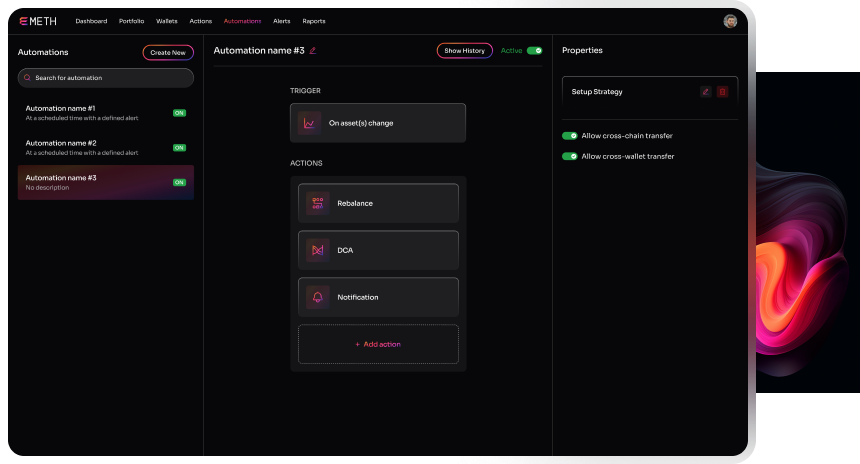 EMETH
Dashboard Portfolio Wallets Actions Automations Alerts Reports
Automations
Create New
Search for automation
Automation name #1
At a scheduled time with a defined alert
ON
Automation name #2
At a scheduled time with a defined alert
ON
Automation name #3
No description
ON
Automation name #3
Show History
Active
TRIGGER
On asset(s) change
ACTIONS
Rebalance
DCA
Notification
+ Add action
Properties
Setup Strategy
Allow cross-chain transfer
Allow cross-wallet transfer